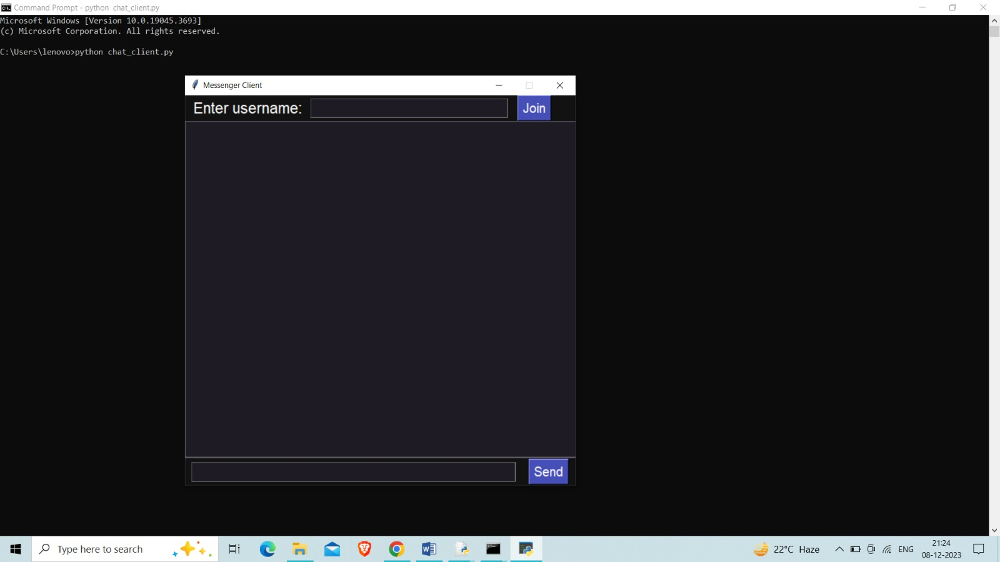 Command Prompt - python  chat_client.py
Microsoft Windows [Version 10.0.19045.3693]
(c) Microsoft Corporation. All rights reserved.
C:\Users\lenovo>python chat_client.py
Messenger Client
Enter username:
Join
Send
Type here to search
22°C Haze
ENG
21:24
08-12-2023